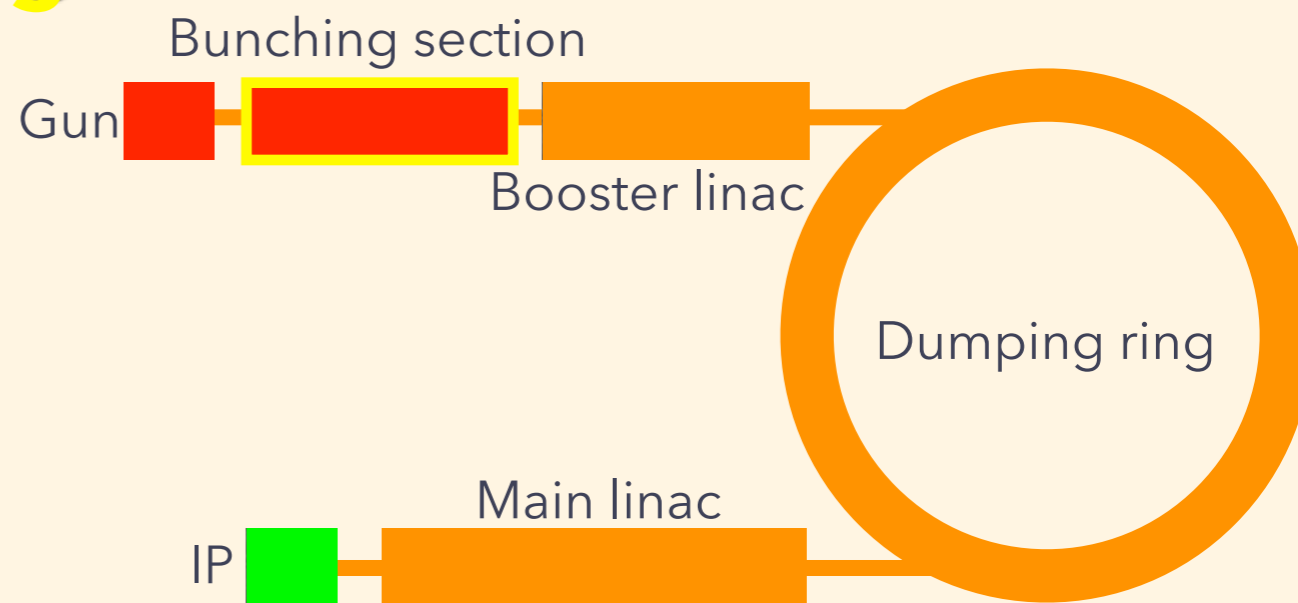 Bunching section
Gun
Booster linac
Dumping ring
Main linac
IP